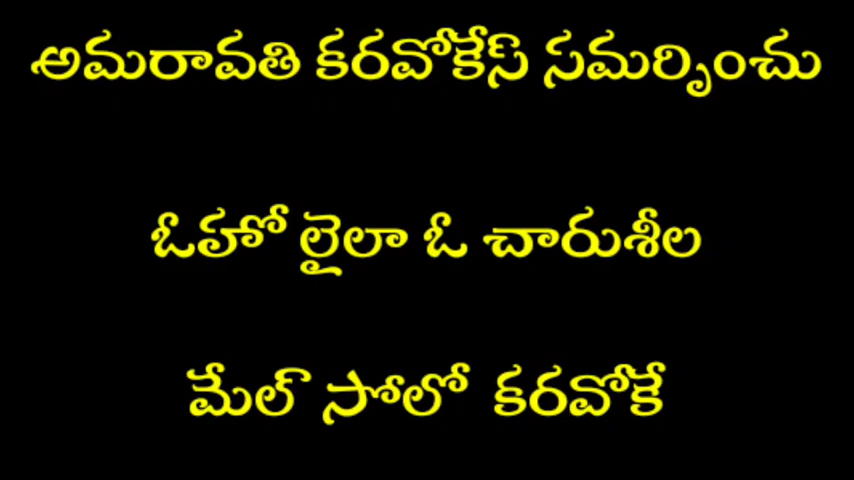 అమరావతి కరవోకేస్ సమర్పించు
ఓహో లైలా ఓ చారుశీల
మేల్ సోలో కరవోకే